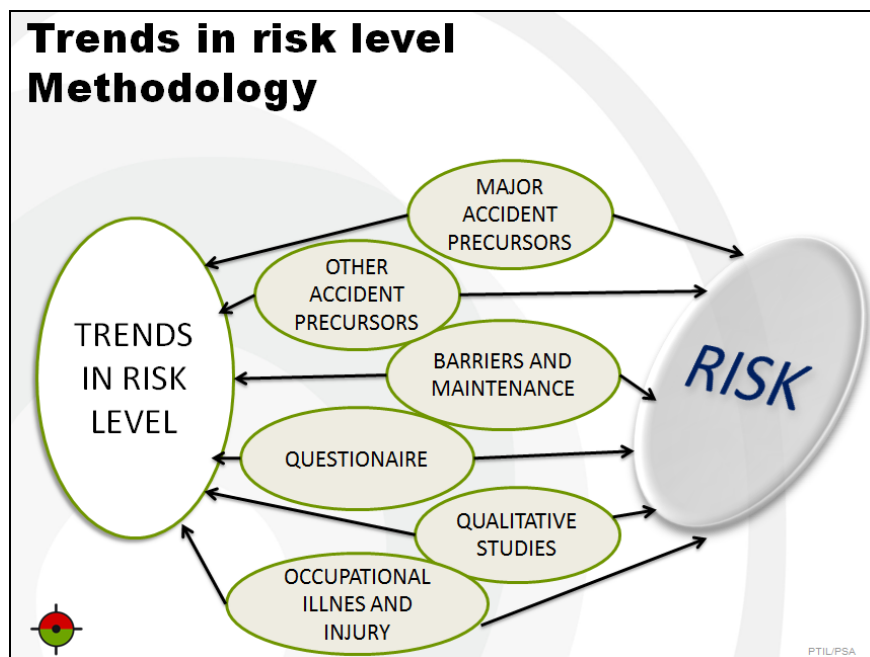 Trends in risk level
Methodology
MAJOR
ACCIDENT
PRECURSORS
OTHER
ACCIDENT
PRECURSORS
TRENDS
IN RISK
LEVEL
BARRIERS AND
MAINTENANCE
RISK
QUESTIONAIRE
QUALITATIVE
STUDIES
OCCUPATIONAL
ILLNES AND
INJURY
PTIL/PSA